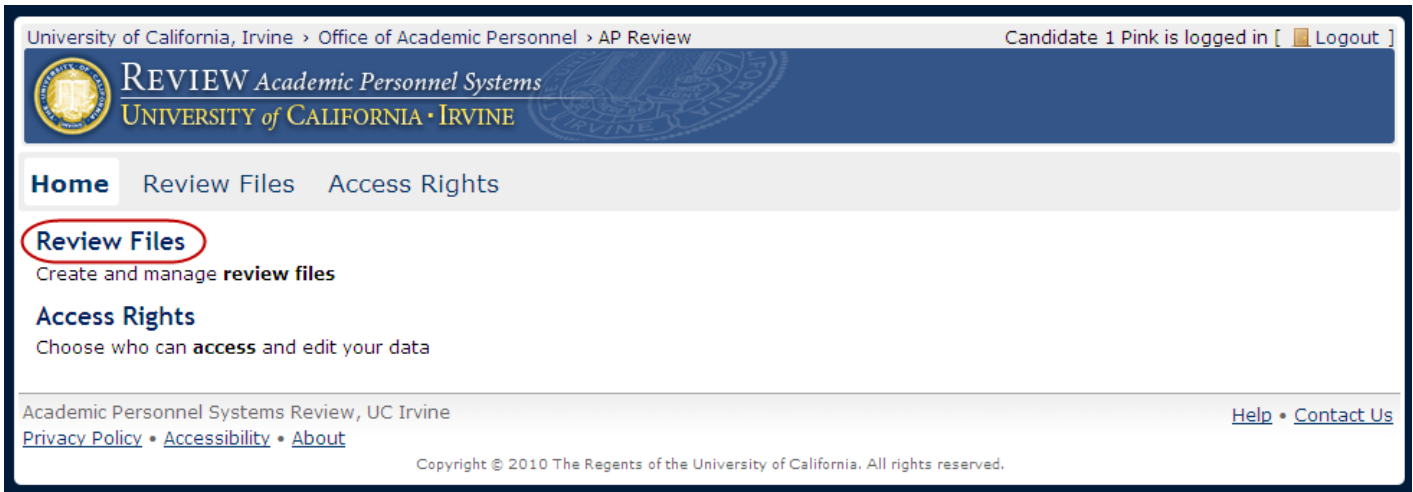 University of California, Irvine › Office of Academic Personnel › AP Review
Candidate 1 Pink is logged in [ Logout ]
REVIEW Academic Personnel Systems
UNIVERSITY of CALIFORNIA · IRVINE
IRVINE
Home Review Files Access Rights
Review Files
Create and manage review files
Access Rights
Choose who can access and edit your data
Academic Personnel Systems Review, UC Irvine
Help • Contact Us
Privacy Policy • Accessibility • About
Copyright © 2010 The Regents of the University of California. All rights reserved.